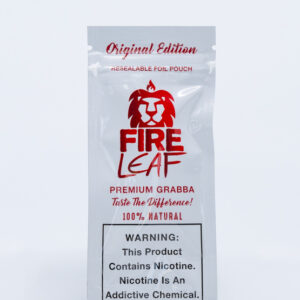 Original Edition
RESEALABLE FOIL POUCH
FIRE
LEAF
PREMIUM GRABBA
Taste The Difference!
100% NATURAL
WARNING:
This Product
Contains Nicotine.
Nicotine Is An
Addictive Chemical.